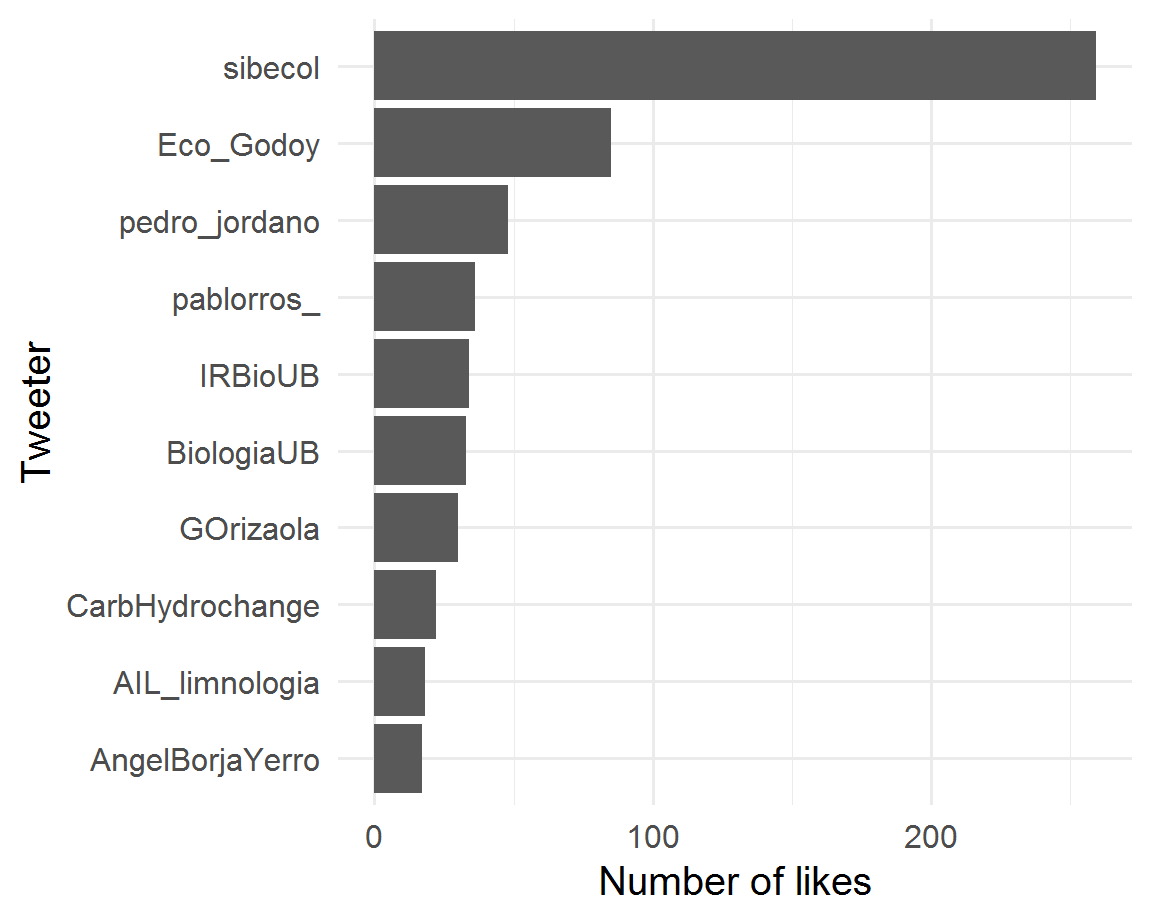 sibecol
Eco_Godoy
pedro_jordano
pablorros_
IRBioUB
BiologiaUB
GOrizaola
CarbHydrochange
AIL_limnologia
AngelBorjaYerro
Tweeter
0 100 200
Number of likes